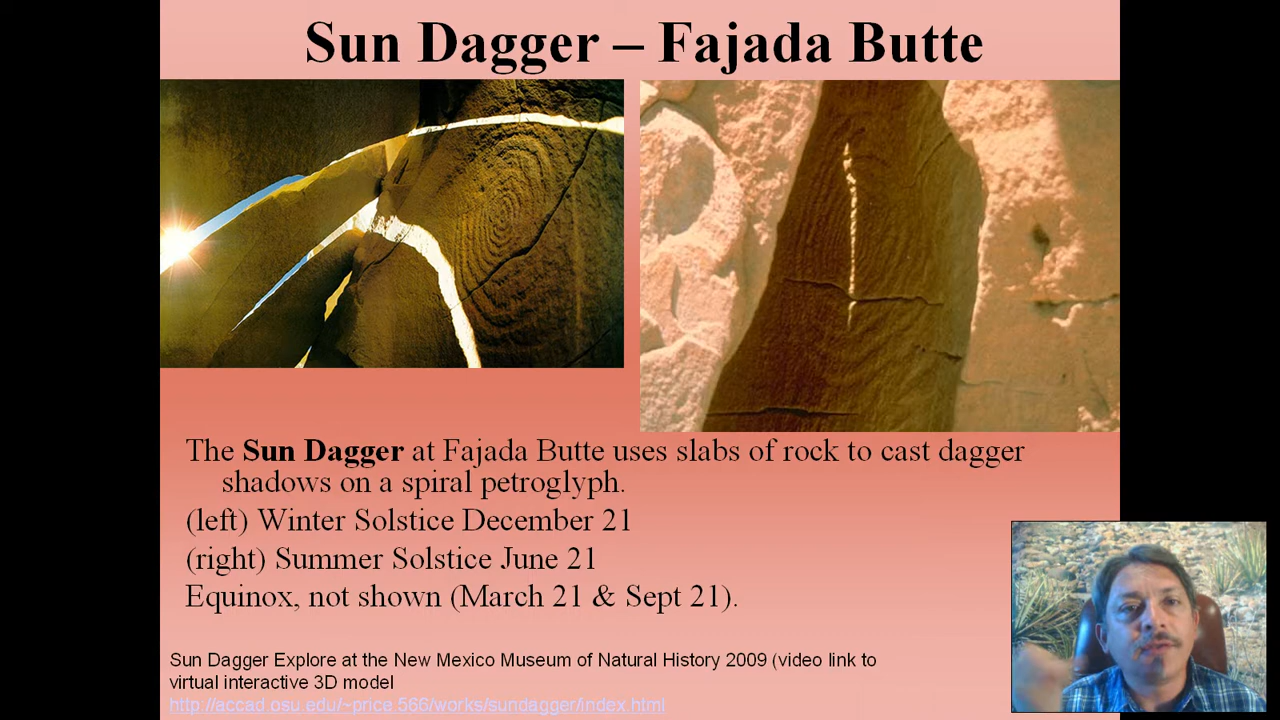 Sun Dagger – Fajada Butte
The Sun Dagger at Fajada Butte uses slabs of rock to cast dagger
shadows on a spiral petroglyph.
(left) Winter Solstice December 21
(right) Summer Solstice June 21
Equinox, not shown (March 21 & Sept 21).
Sun Dagger Explore at the New Mexico Museum of Natural History 2009 (video link to
virtual interactive 3D model
http://accad.osu.edu/~price.566/works/sundagger/index.html